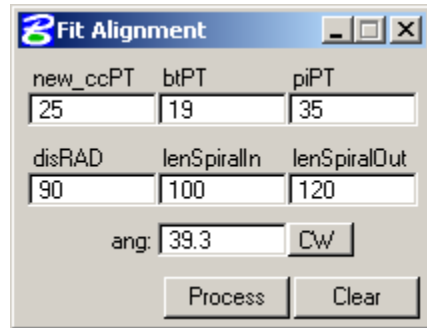 Fit Alignment
new_ccPT btPT piPT
25 19 35
disRAD lenSpiralIn lenSpiralOut
90 100 120
ang: 39.3 CW
Process Clear